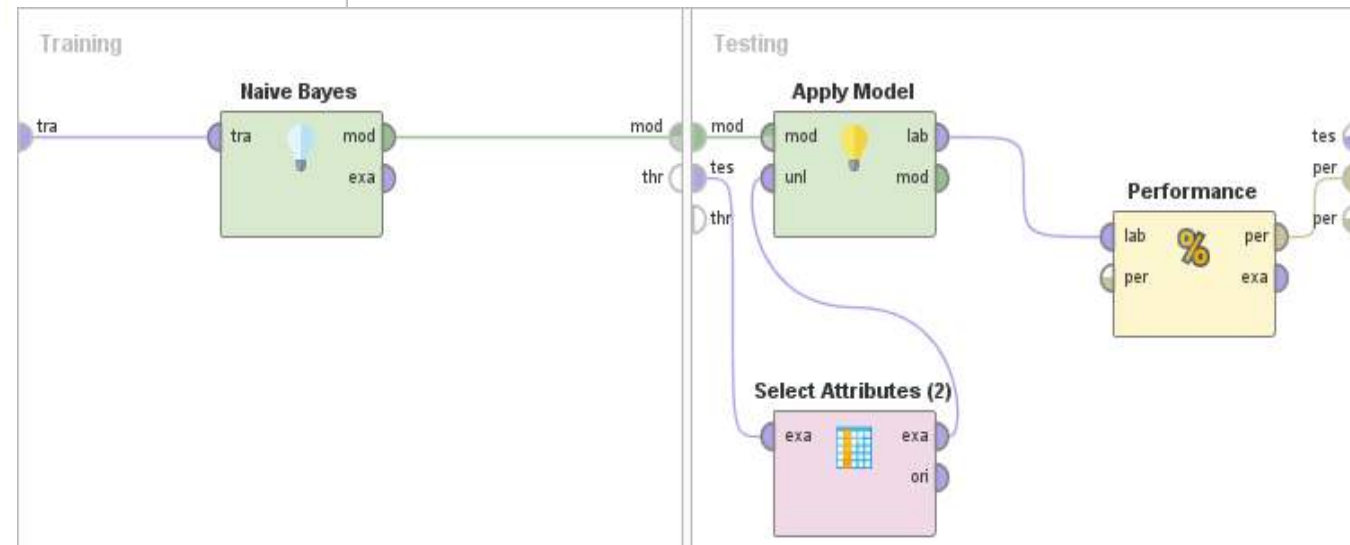 Training
Testing
Naive Bayes
Apply Model
tra
tra
mod
mod
mod
mod
lab
tes
exa
thr
tes
unl
mod
per
thr
Performance
per
lab
per
per
exa
%
Select Attributes (2)
exa
exa
ori